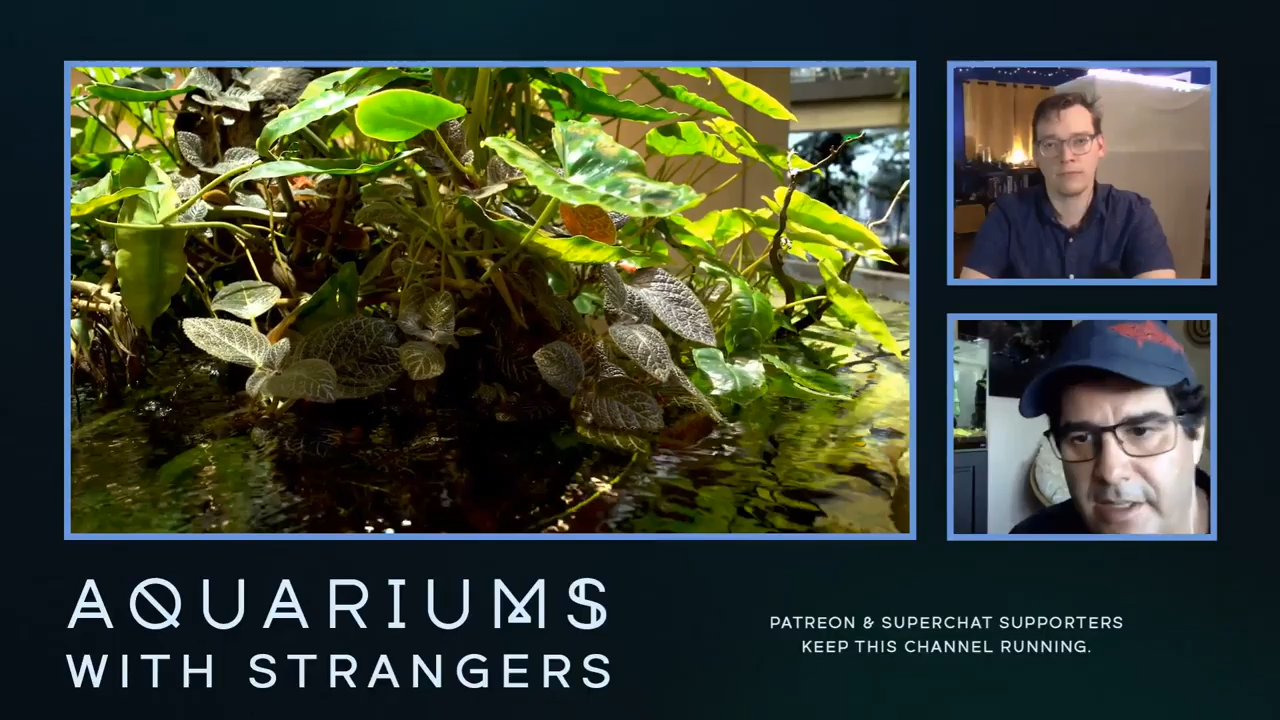 AQUARIUMS
WITH STRANGERS
PATREON & SUPERCHAT SUPPORTERS
KEEP THIS CHANNEL RUNNING.